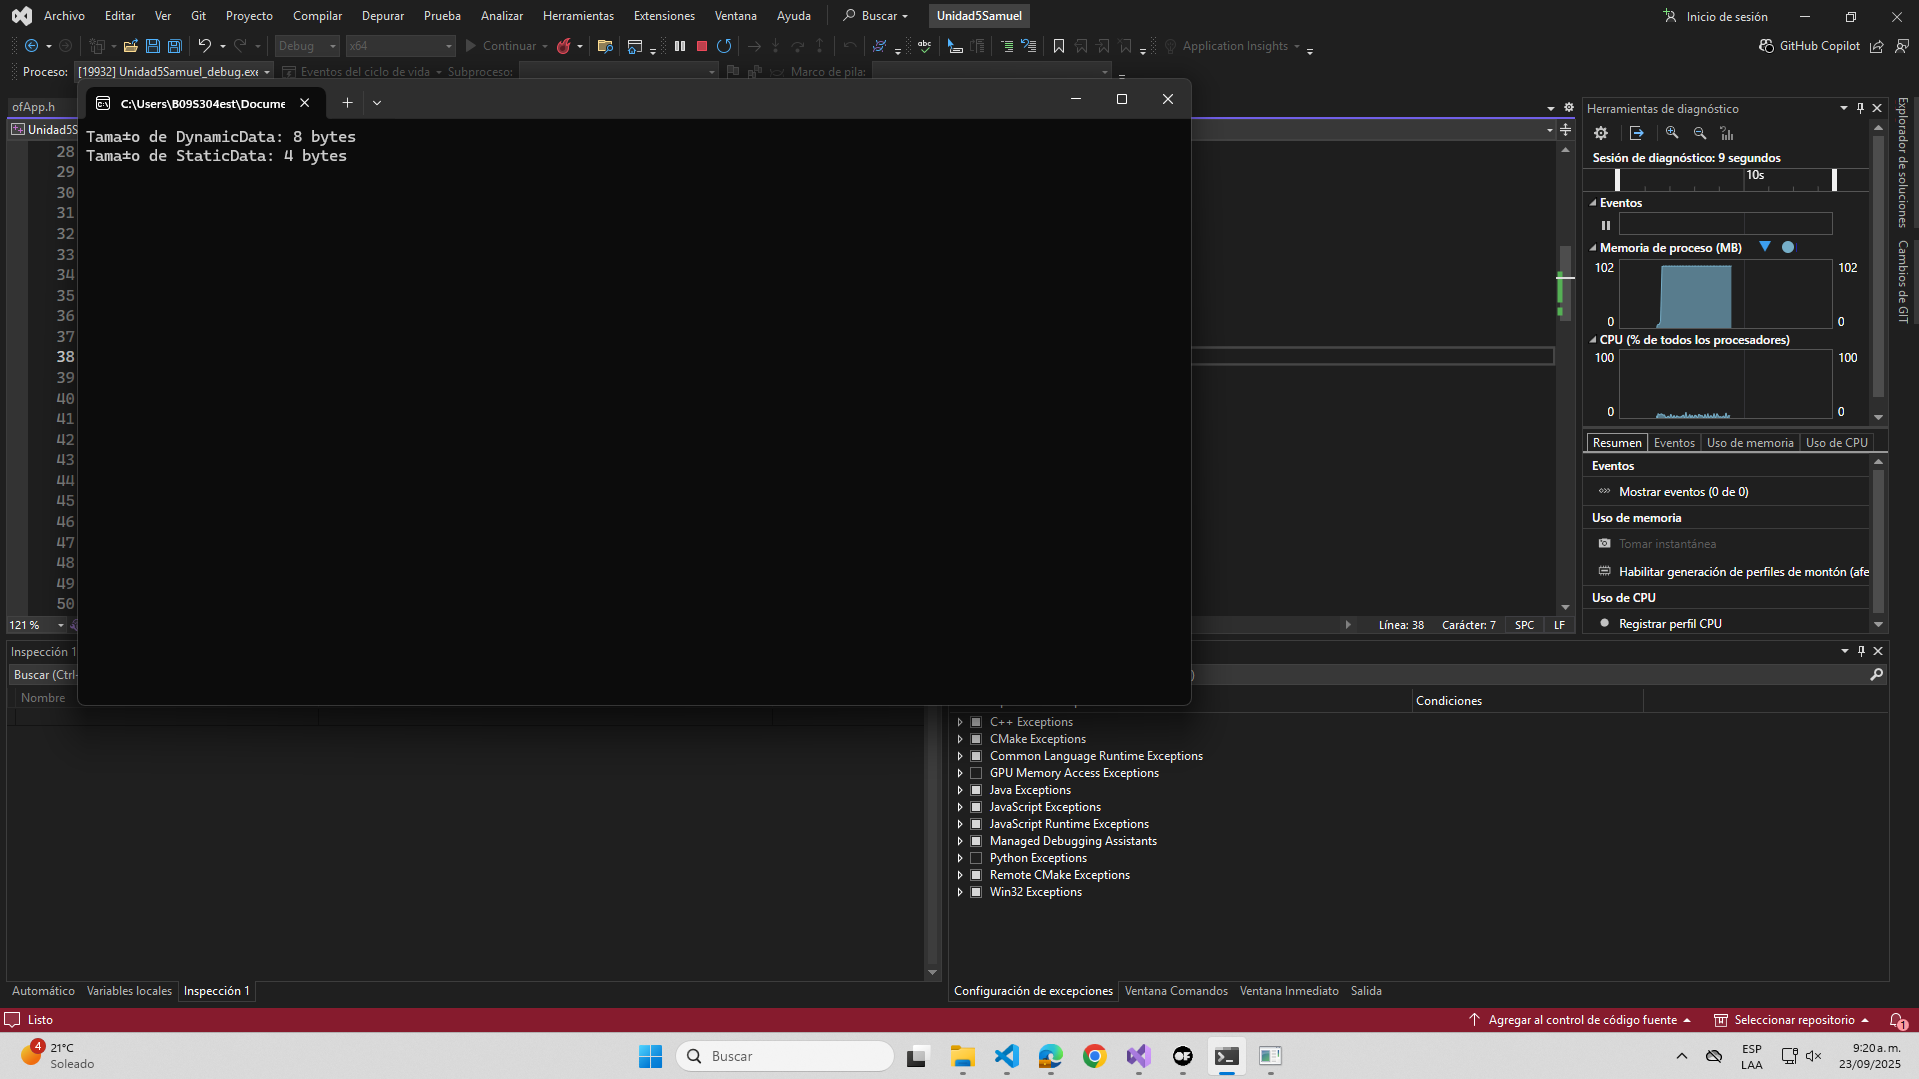 Archivo Editar Ver Git Proyecto Compilar Depurar Prueba Analizar Herramientas Extensiones Ventana Ayuda Buscar Unidad5Samuel Inicio de sesión
Debug x64 Continuar abc Application Insights GitHub Copilot
Proceso: [19932] Unidad5Samuel_debug.exe Eventos del ciclo de vida Subproceso: Marco de pila:
ofApp.h
C:\Users\B09S304est\Docume
Unidad5S
Tama±o de DynamicData: 8 bytes
Tama±o de StaticData: 4 bytes
28
29
30
31
32
33
34
35
36
37
38
39
40
41
42
43
44
45
46
47
48
49
50
121 %
Línea: 38 Carácter: 7 SPC LF
Herramientas de diagnóstico
Sesión de diagnóstico: 9 segundos
10s
Eventos
Memoria de proceso (MB)
102 102
0 0
CPU (% de todos los procesadores)
100 100
0 0
Resumen Eventos Uso de memoria Uso de CPU
Eventos
Mostrar eventos (0 de 0)
Uso de memoria
Tomar instantánea
Habilitar generación de perfiles de montón (afe
Uso de CPU
Registrar perfil CPU
Explorador de soluciones
Cambios de GIT
Inspección 1
Buscar (Ctrl-
Nombre
Condiciones
C++ Exceptions
CMake Exceptions
Common Language Runtime Exceptions
GPU Memory Access Exceptions
Java Exceptions
JavaScript Exceptions
JavaScript Runtime Exceptions
Managed Debugging Assistants
Python Exceptions
Remote CMake Exceptions
Win32 Exceptions
Automático Variables locales Inspección 1
Configuración de excepciones Ventana Comandos Ventana Inmediato Salida
Listo
Agregar al control de código fuente Seleccionar repositorio 1
4 21°C
Soleado
Buscar
OF
ESP
LAA
9:20 a. m.
23/09/2025